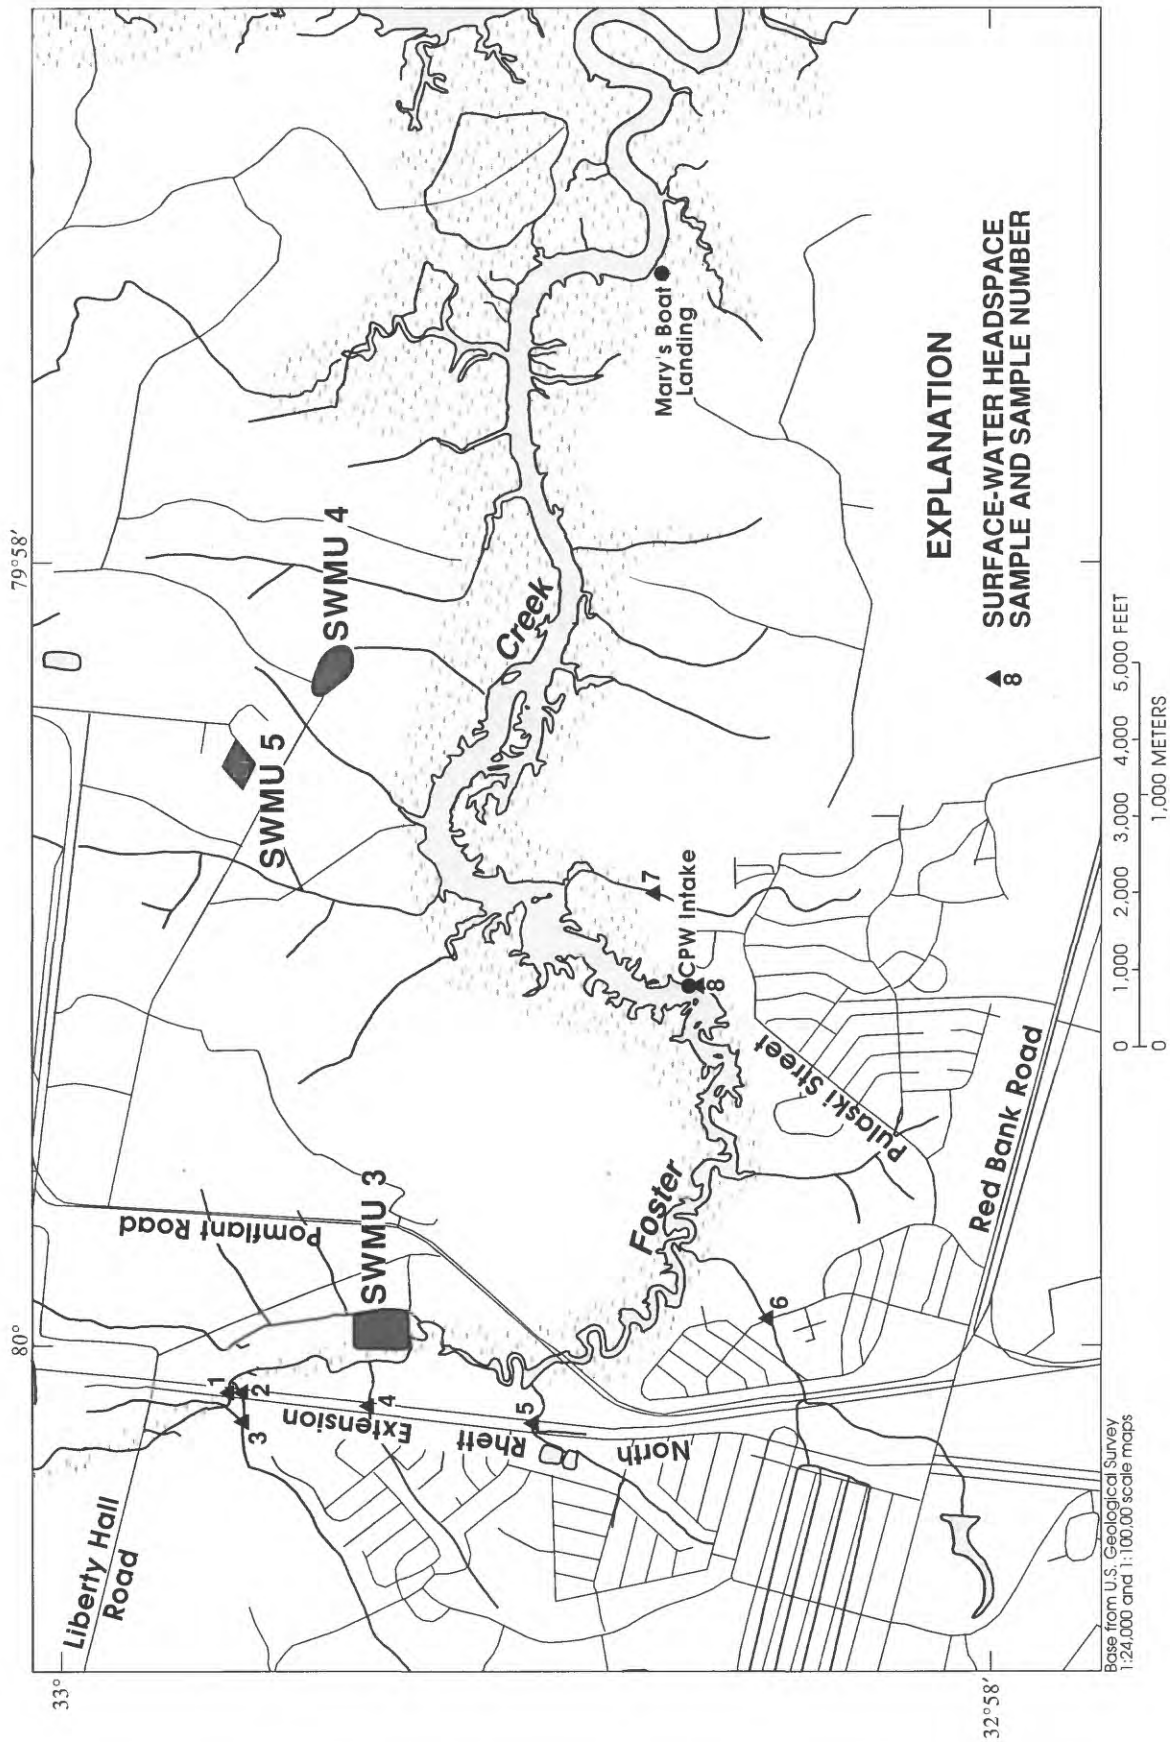 33°
32°58'
80°
79°58'
Liberty Hall
Road
1
2
3
4
5
6
7
8
North
Rhett
Extension
Pomflant Road
SWMU 3
SWMU 5
SWMU 4
Foster
Creek
CPW Intake
Pulaski Street
Red Bank Road
Mary's Boat
Landing
EXPLANATION
8
SURFACE-WATER HEADSPACE
SAMPLE AND SAMPLE NUMBER
Base from U.S. Geological Survey
1:24,000 and 1:100,00 scale maps
0 1,000 2,000 3,000 4,000 5,000 FEET
0 1,000 METERS